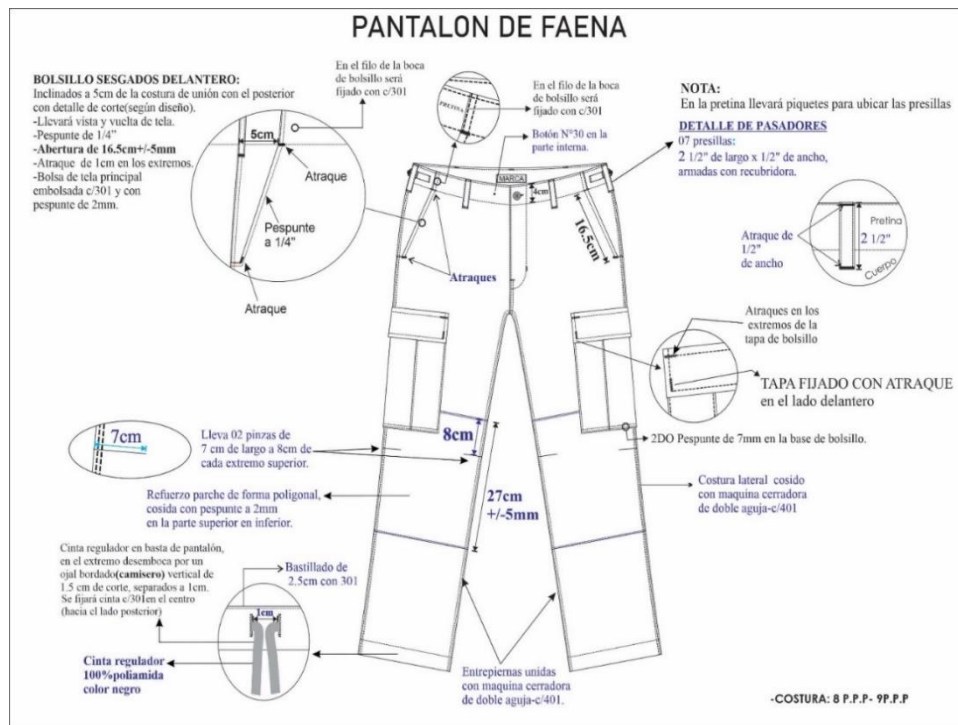 PANTALON DE FAENA
BOLSILLO SESGADOS DELANTERO:
Inclinados a 5cm de la costura de unión con el posterior
con detalle de corte(según diseño).
-Llevará vista y vuelta de tela.
-Pespunte de 1/4”
-Abertura de 16.5cm+/-5mm
-Atraque de 1cm en los extremos.
-Bolsa de tela principal
embolsada c/301 y con
pespunte de 2mm.
5cm
Atraque
Pespunte
a 1/4"
Atraque
Atraque
En el filo de la boca
de bolsillo será
fijado con c/301
PRETINA
En el filo de la boca
de bolsillo será
fijado con c/301
Botón N°30 en la
parte interna.
MARCA
4cm
16.5cm
Atraques
NOTA:
En la pretina llevará piquetes para ubicar las presillas
DETALLE DE PASADORES
07 presillas:
2 1/2" de largo x 1/2" de ancho,
armadas con recubridora.
Atraque de
1/2"
de ancho
Pretina
2 1/2"
Cuerpo
Atraques en los
extremos de la
tapa de bolsillo
TAPA FIJADO CON ATRAQUE
en el lado delantero
2DO Pespunte de 7mm en la base de bolsillo.
7cm
Lleva 02 pinzas de
7 cm de largo a 8cm de
cada extremo superior.
8cm
27cm
+/-5mm
Refuerzo parche de forma poligonal,
cosida con pespunte a 2mm
en la parte superior en inferior.
Costura lateral cosido
con maquina cerradora
de doble aguja-c/401
Cinta regulador en basta de pantalón,
en el extremo desemboca por un
ojal bordado(camisero) vertical de
1.5 cm de corte, separados a 1cm.
Se fijará cinta c/301en el centro
(hacia el lado posterior)
Bastillado de
2.5cm con 301
1cm
Cinta regulador
100%poliamida
color negro
Entrepiernas unidas
con maquina cerradora
de doble aguja-c/401.
-COSTURA: 8 P.P.P- 9P.P.P